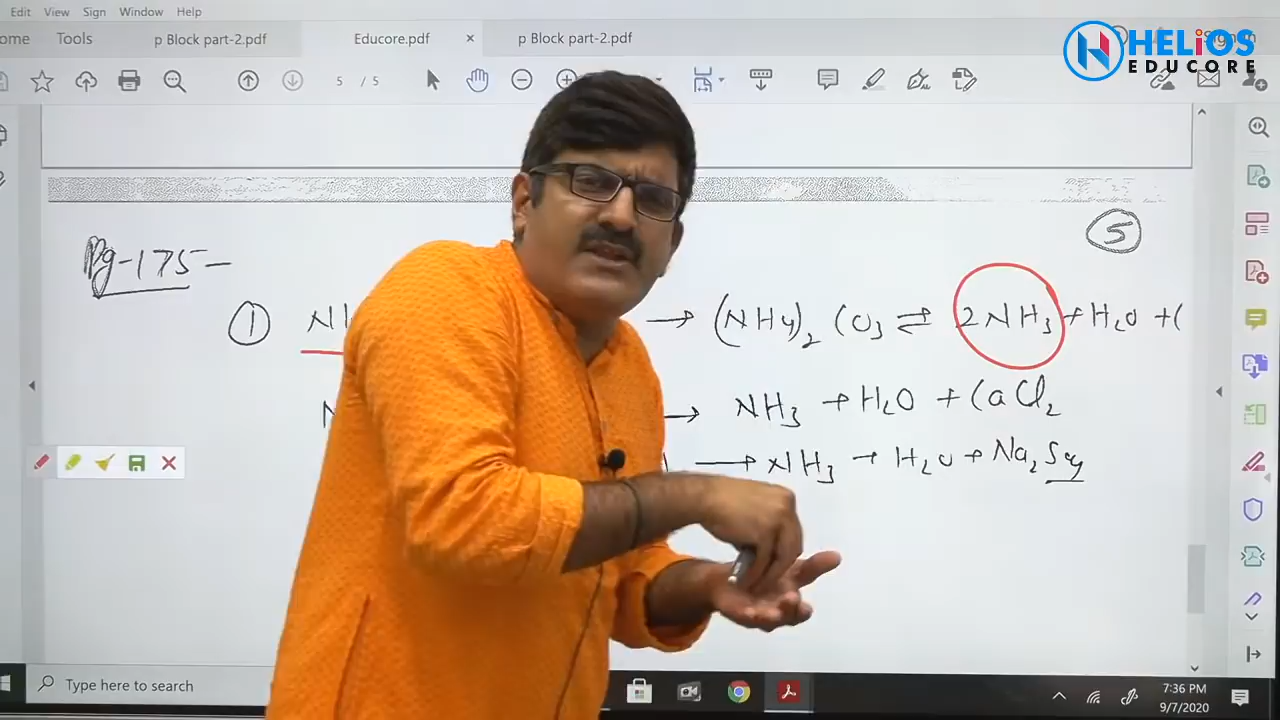 Edit View Sign Window Help
HELiOS
EDUCORE
ome Tools p Block part-2.pdf Educore.pdf × p Block part-2.pdf
5 / 5
Pg-175-
5
① NH → (NH4)2 CO3 ⇌ 2NH3 + H2O + C
N → NH3 + H2O + CaCl2
→ NH3 + H2O + Na2SO4
Type here to search
7:36 PM
9/7/2020